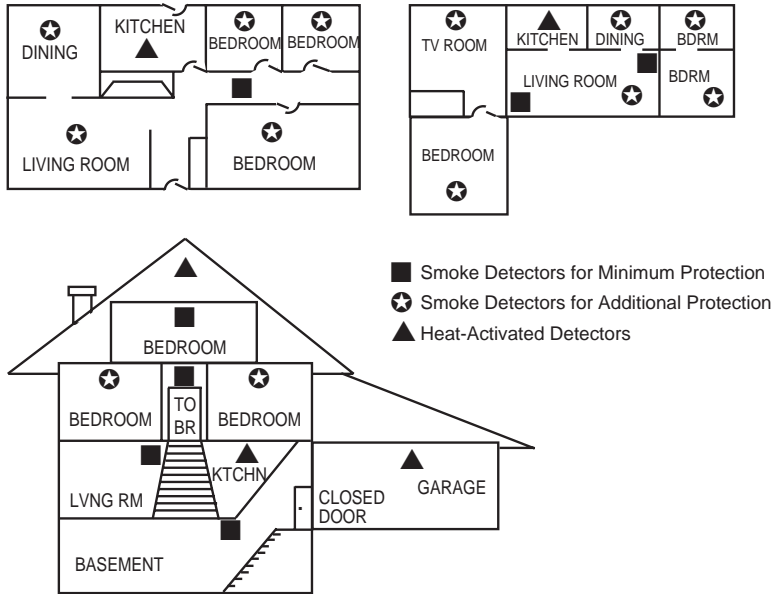 DINING
KITCHEN
BEDROOM
BEDROOM
LIVING ROOM
BEDROOM
TV ROOM
KITCHEN
DINING
BDRM
LIVING ROOM
BDRM
BEDROOM
Smoke Detectors for Minimum Protection
Smoke Detectors for Additional Protection
Heat-Activated Detectors
BEDROOM
BEDROOM
TO
BR
BEDROOM
LVNG RM
KTCHN
CLOSED
DOOR
GARAGE
BASEMENT